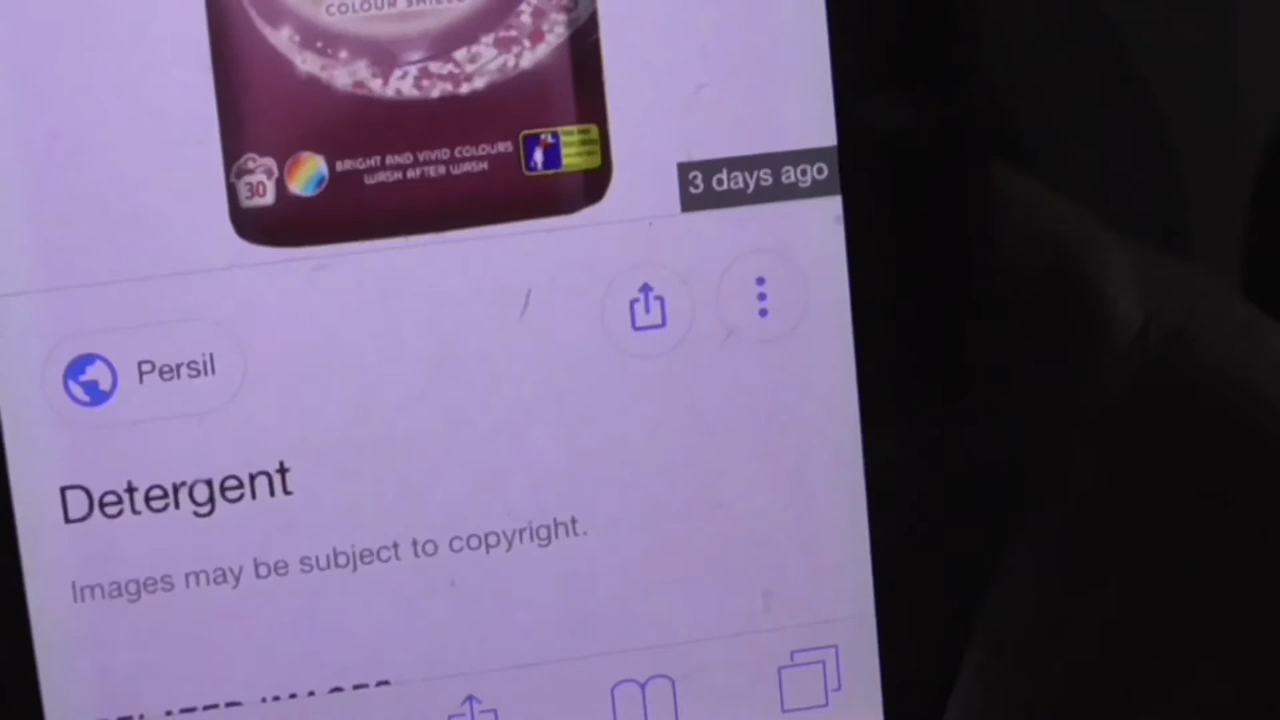 COLOUR SHIELD
30
BRIGHT AND VIVID COLOURS
WASH AFTER WASH
3 days ago
Persil
Detergent
Images may be subject to copyright.